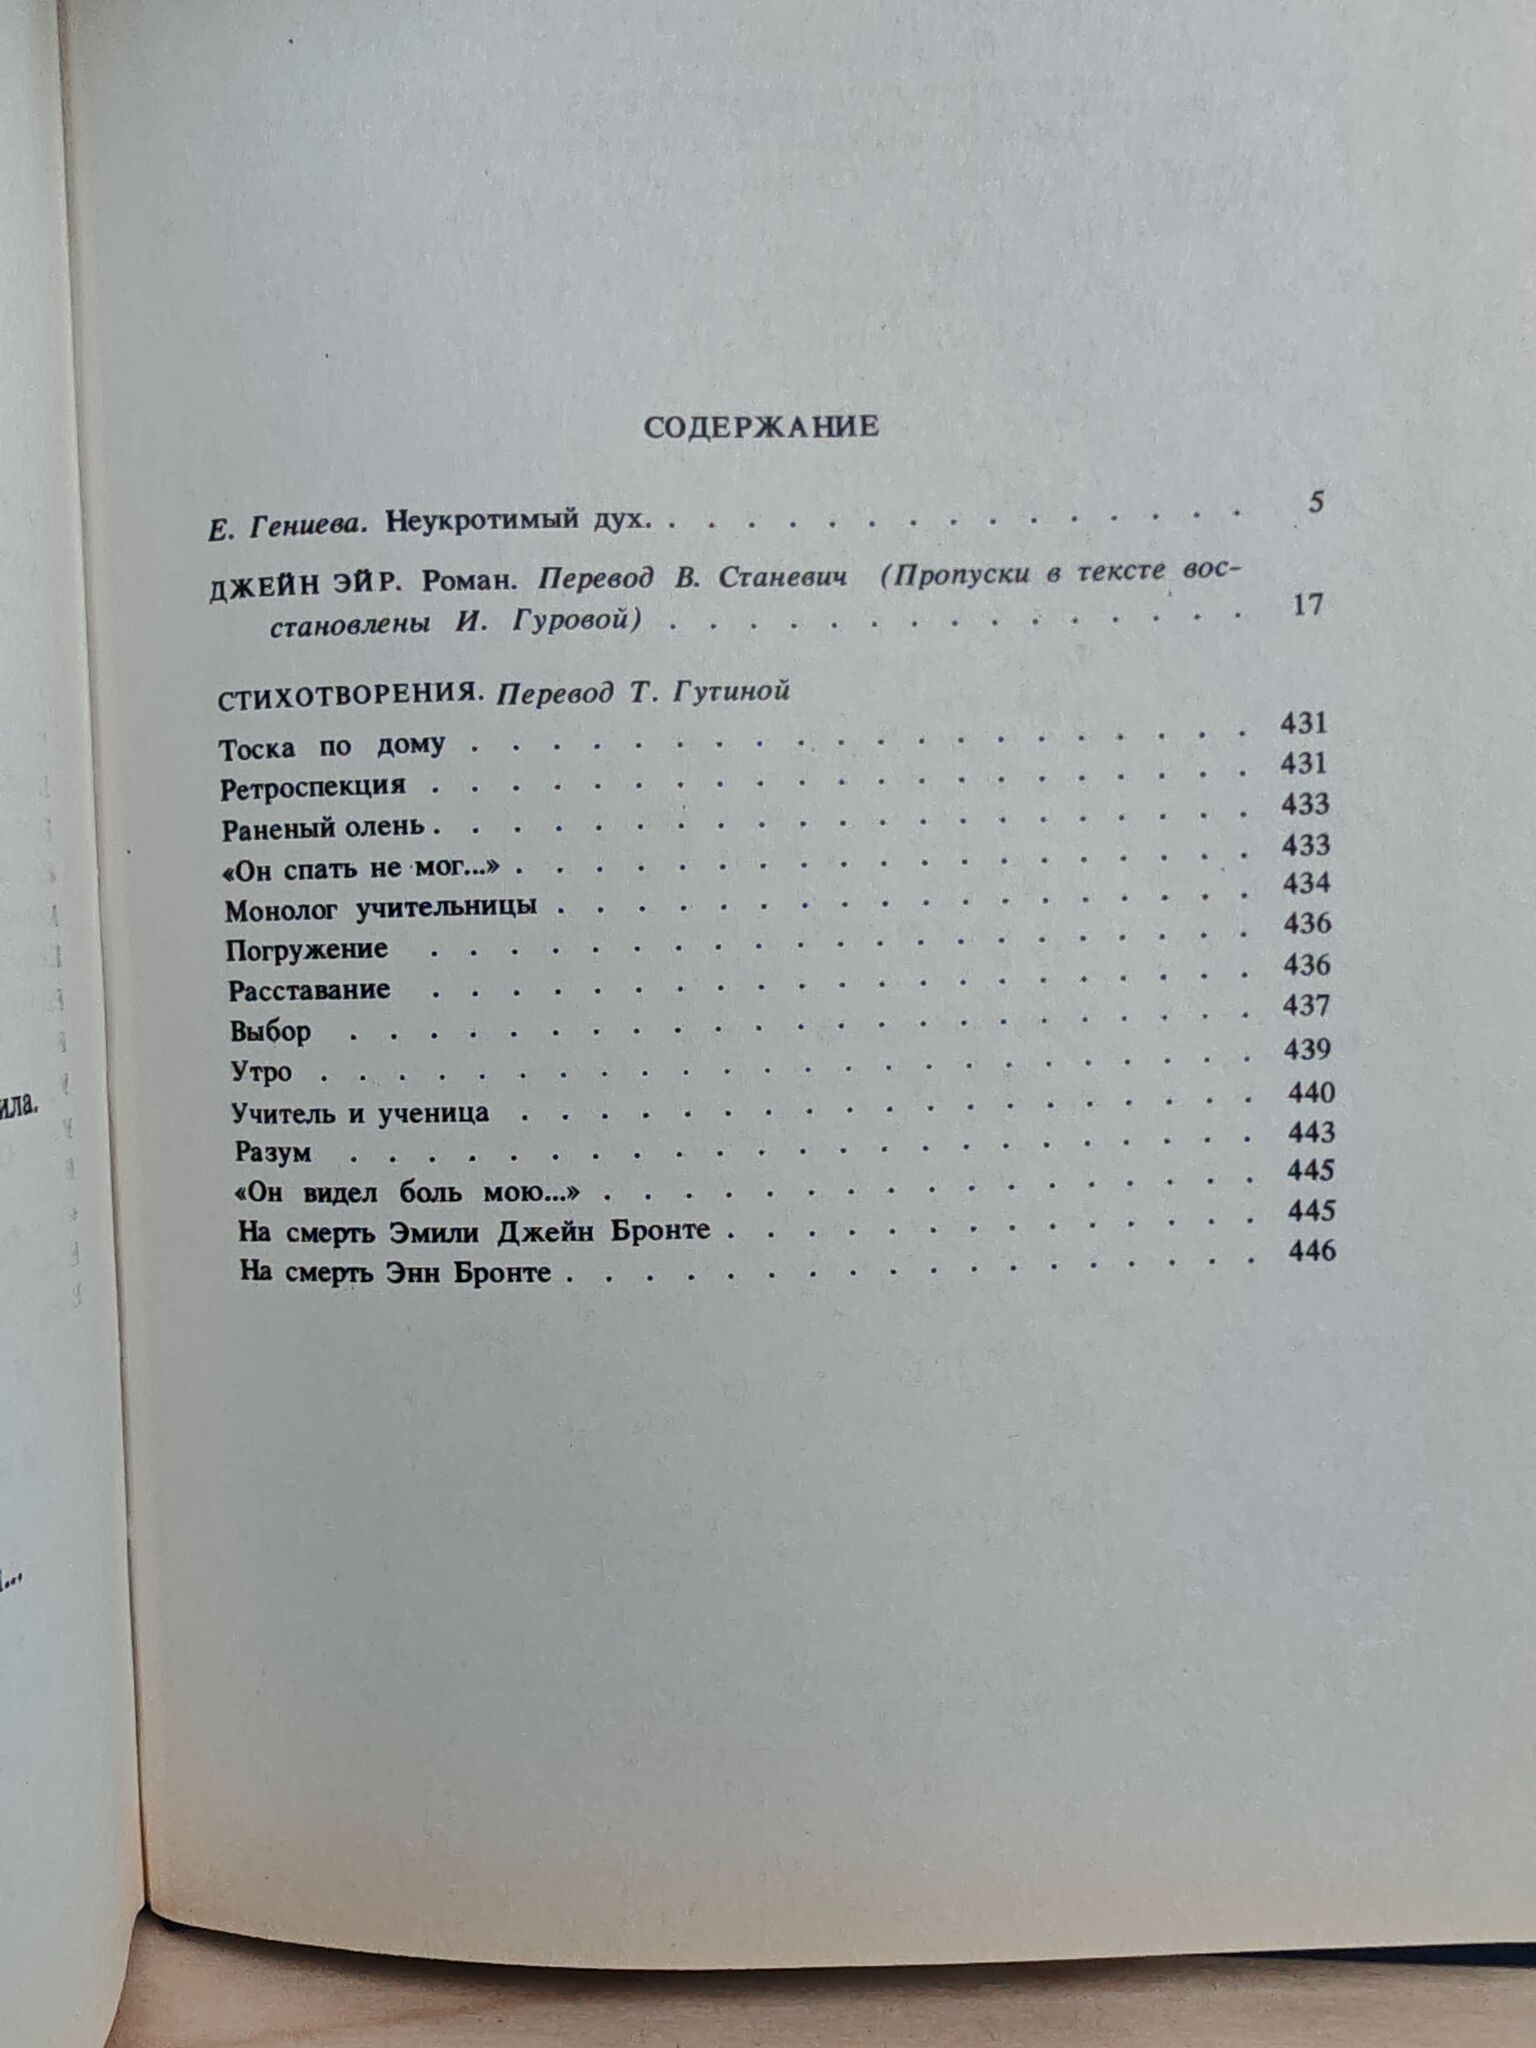 СОДЕРЖАНИЕ
Е. Гениева. Неукротимый дух. . . . . . . . . . . . . . . . 5
ДЖЕЙН ЭЙР. Роман. Перевод В. Станевич (Пропуски в тексте вос-
становлены И. Гуровой) . . . . . . . . . . . . . . . 17
СТИХОТВОРЕНИЯ. Перевод Т. Гутиной
Тоска по дому . . . . . . . . . . . . . . . . . . . . 431
Ретроспекция . . . . . . . . . . . . . . . . . . . . . 431
Раненый олень . . . . . . . . . . . . . . . . . . . . . 433
«Он спать не мог...» . . . . . . . . . . . . . . . . . . . 433
Монолог учительницы . . . . . . . . . . . . . . . . . . 434
Погружение . . . . . . . . . . . . . . . . . . . . . 436
Расставание . . . . . . . . . . . . . . . . . . . . . 436
Выбор . . . . . . . . . . . . . . . . . . . . . . . 437
Утро . . . . . . . . . . . . . . . . . . . . . . . . 439
Учитель и ученица . . . . . . . . . . . . . . . . . . . 440
Разум . . . . . . . . . . . . . . . . . . . . . . . 443
«Он видел боль мою...» . . . . . . . . . . . . . . . . . 445
На смерть Эмили Джейн Бронте . . . . . . . . . . . . . . 445
На смерть Энн Бронте . . . . . . . . . . . . . . . . . . 446